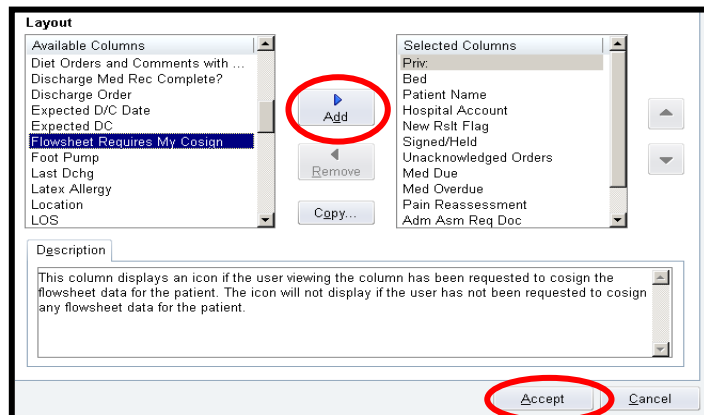 Layout
Available Columns
Diet Orders and Comments with ...
Discharge Med Rec Complete?
Discharge Order
Expected D/C Date
Expected DC
Flowsheet Requires My Cosign
Foot Pump
Last Dchg
Latex Allergy
Location
LOS
Add
Remove
Copy...
Selected Columns
Priv:
Bed
Patient Name
Hospital Account
New Rslt Flag
Signed/Held
Unacknowledged Orders
Med Due
Med Overdue
Pain Reassessment
Adm Asm Req Doc
Description
This column displays an icon if the user viewing the column has been requested to cosign the
flowsheet data for the patient. The icon will not display if the user has not been requested to cosign
any flowsheet data for the patient.
Accept
Cancel